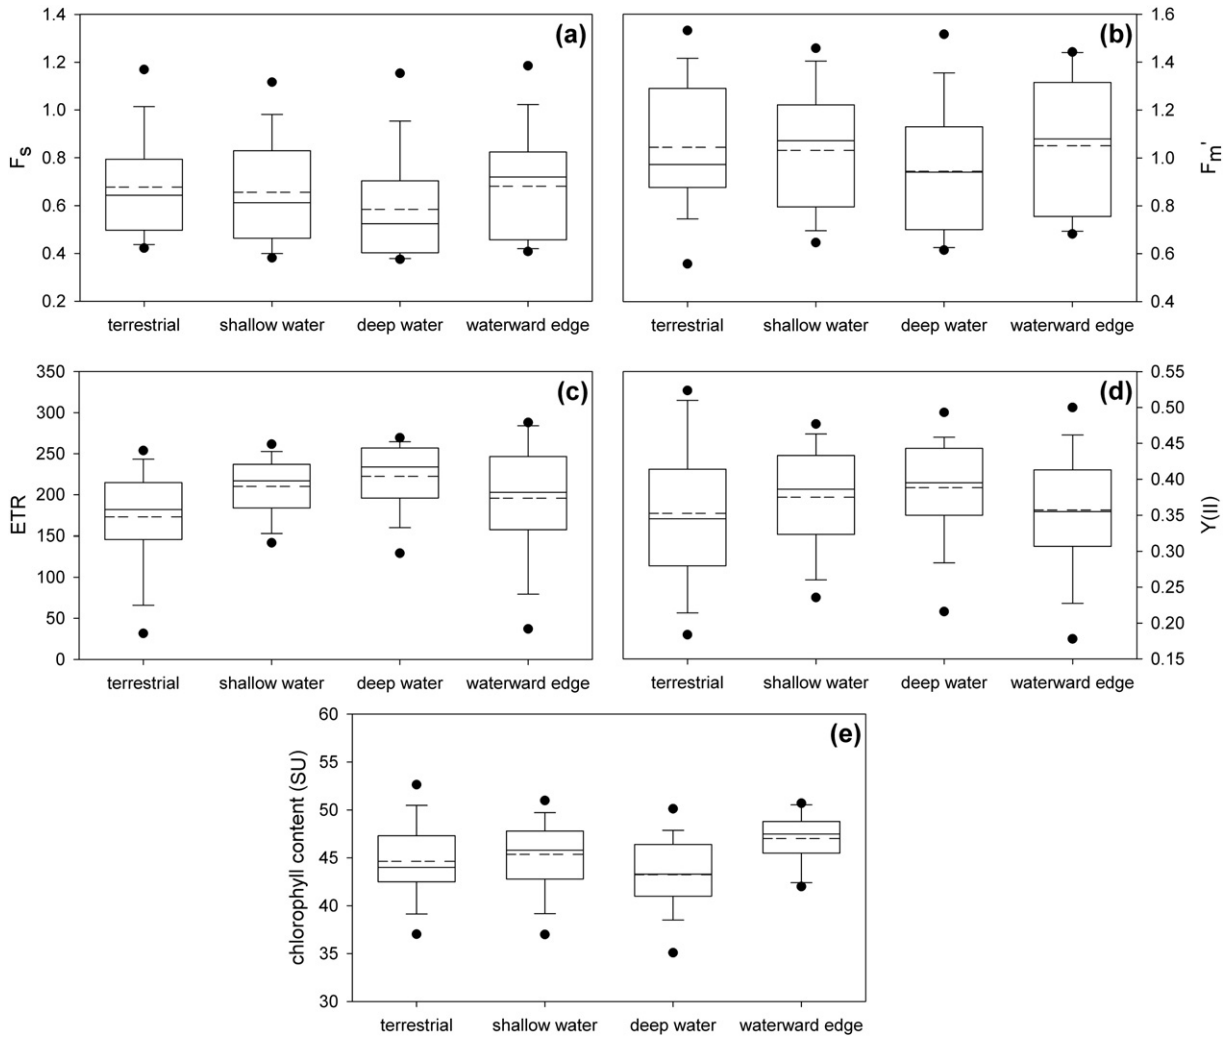 (a)
1.4
1.2
1.0
0.8
0.6
0.4
0.2
Fs
terrestrial shallow water deep water waterward edge
(b)
1.6
1.4
1.2
1.0
0.8
0.6
0.4
Fm'
terrestrial shallow water deep water waterward edge
(c)
350
300
250
200
150
100
50
0
ETR
terrestrial shallow water deep water waterward edge
(d)
0.55
0.50
0.45
0.40
0.35
0.30
0.25
0.20
0.15
Y(II)
terrestrial shallow water deep water waterward edge
(e)
60
55
50
45
40
35
30
chlorophyll content (SU)
terrestrial shallow water deep water waterward edge